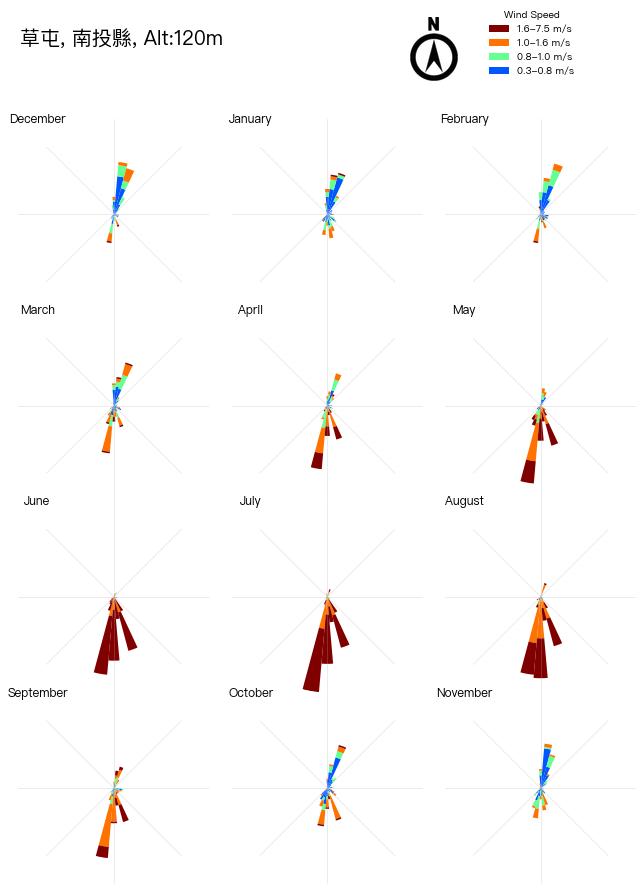 草屯, 南投縣, Alt:120m
N
Wind Speed
1.6–7.5 m/s
1.0–1.6 m/s
0.8–1.0 m/s
0.3–0.8 m/s
December
January
February
March
April
May
June
July
August
September
October
November